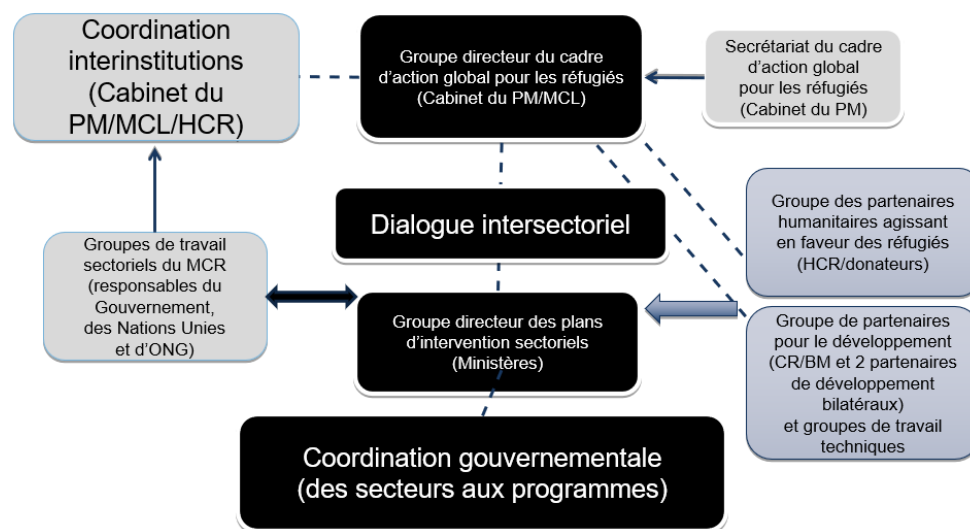 Coordination
interinstitutions
(Cabinet du
PM/MCL/HCR)
Groupe directeur du cadre
d’action global pour les réfugiés
(Cabinet du PM/MCL)
Secrétariat du cadre
d’action global
pour les réfugiés
(Cabinet du PM)
Dialogue intersectoriel
Groupe des partenaires
humanitaires agissant
en faveur des réfugiés
(HCR/donateurs)
Groupes de travail
sectoriels du MCR
(responsables du
Gouvernement,
des Nations Unies
et d’ONG)
Groupe directeur des plans
d’intervention sectoriels
(Ministères)
Groupe de partenaires
pour le développement
(CR/BM et 2 partenaires
de développement
bilatéraux)
et groupes de travail
techniques
Coordination gouvernementale
(des secteurs aux programmes)